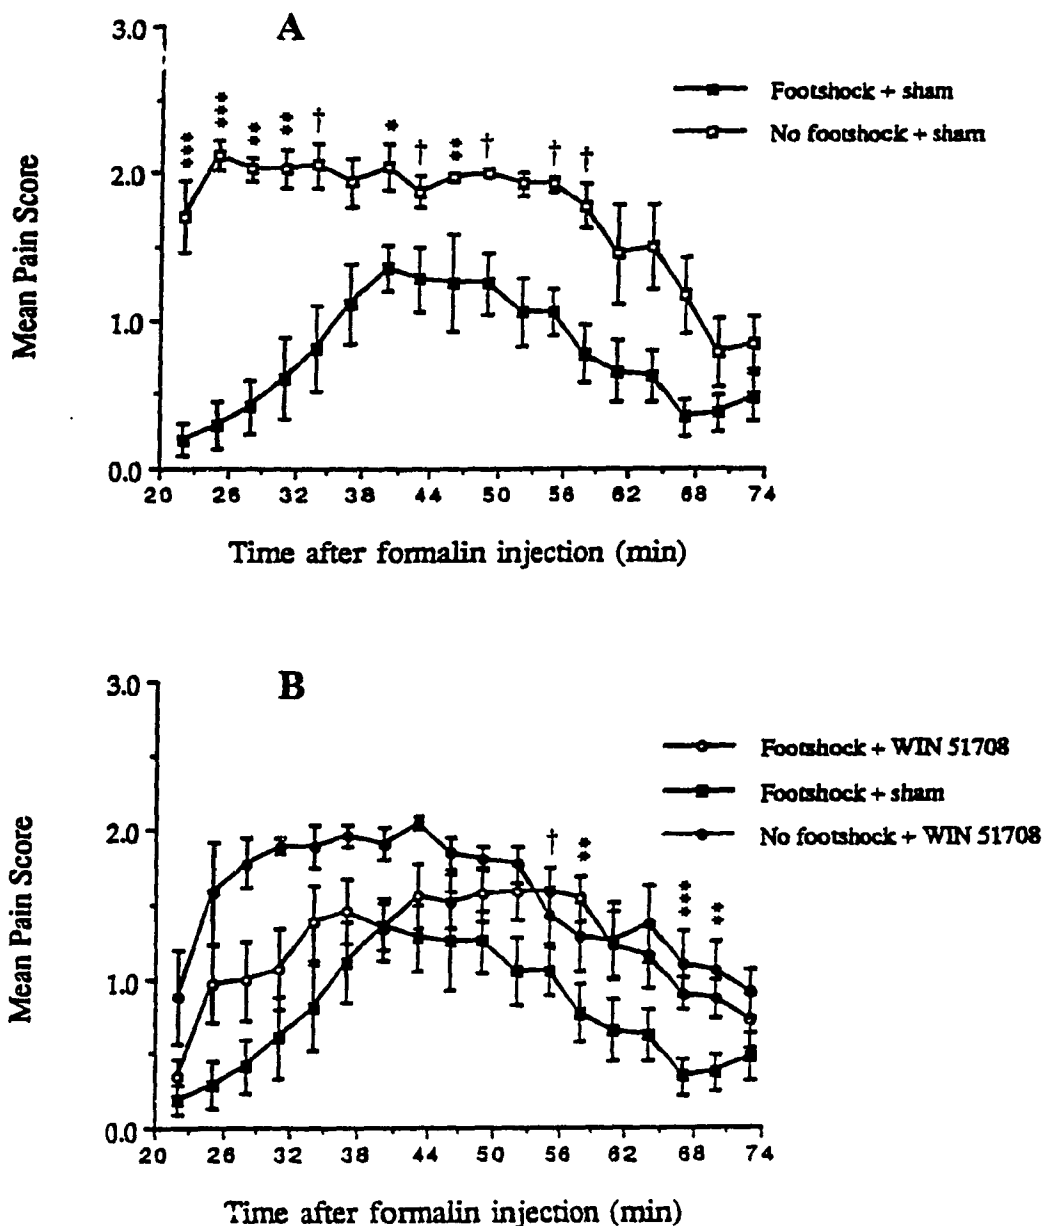 A
3.0
2.0
1.0
0.0
Mean Pain Score
Footshock + sham
No footshock + sham
*** *** ** ** † * † ** † † †
20 26 32 38 44 50 56 62 68 74
Time after formalin injection (min)
B
3.0
2.0
1.0
0.0
Mean Pain Score
Footshock + WIN 51708
Footshock + sham
No footshock + WIN 51708
† ** *** **
20 26 32 38 44 50 56 62 68 74
Time after formalin injection (min)